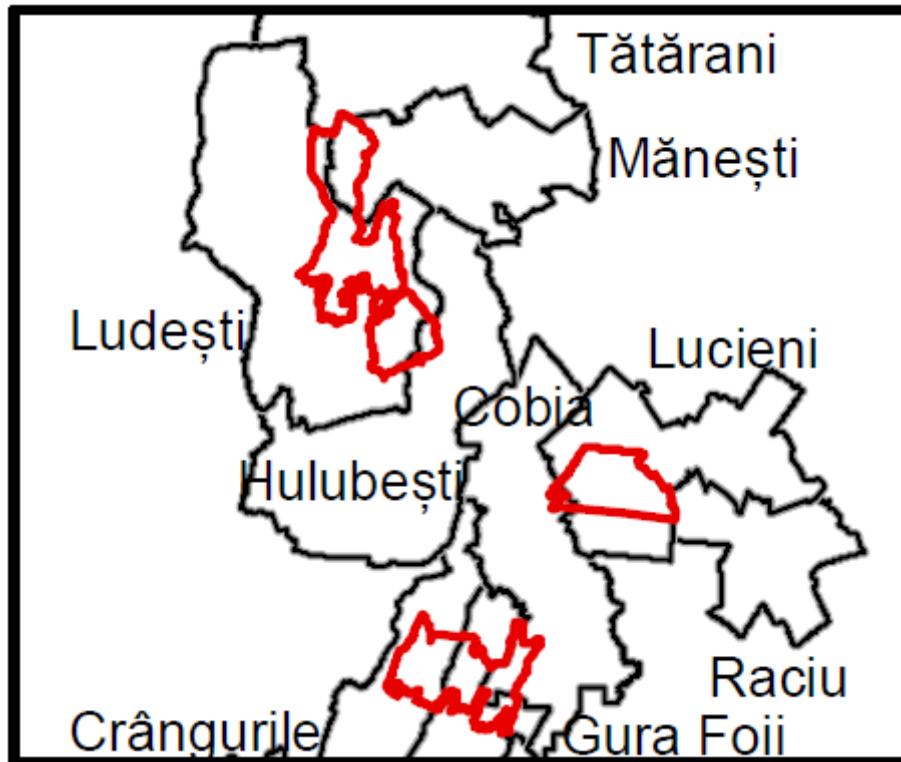 Tătărani
Mănești
Ludești
Lucieni
Cobia
Hulubești
Raciu
Crângurile
Gura Foii